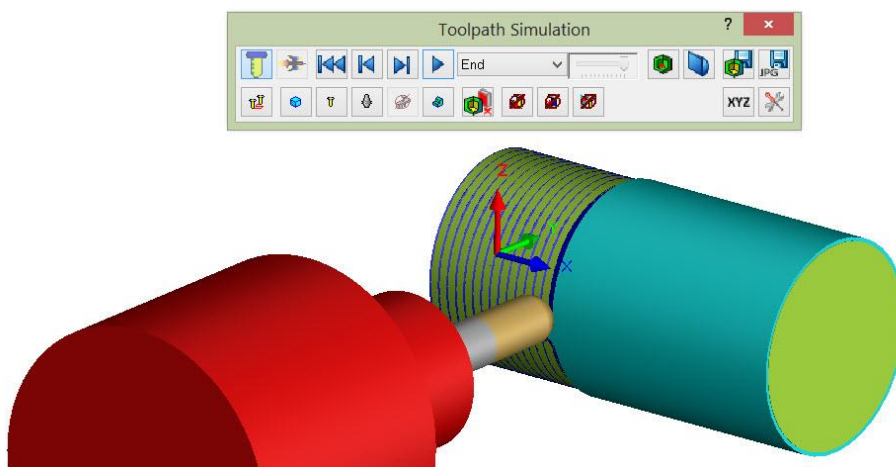 Toolpath Simulation
?
End
JPG
XYZ
Z
Y
X